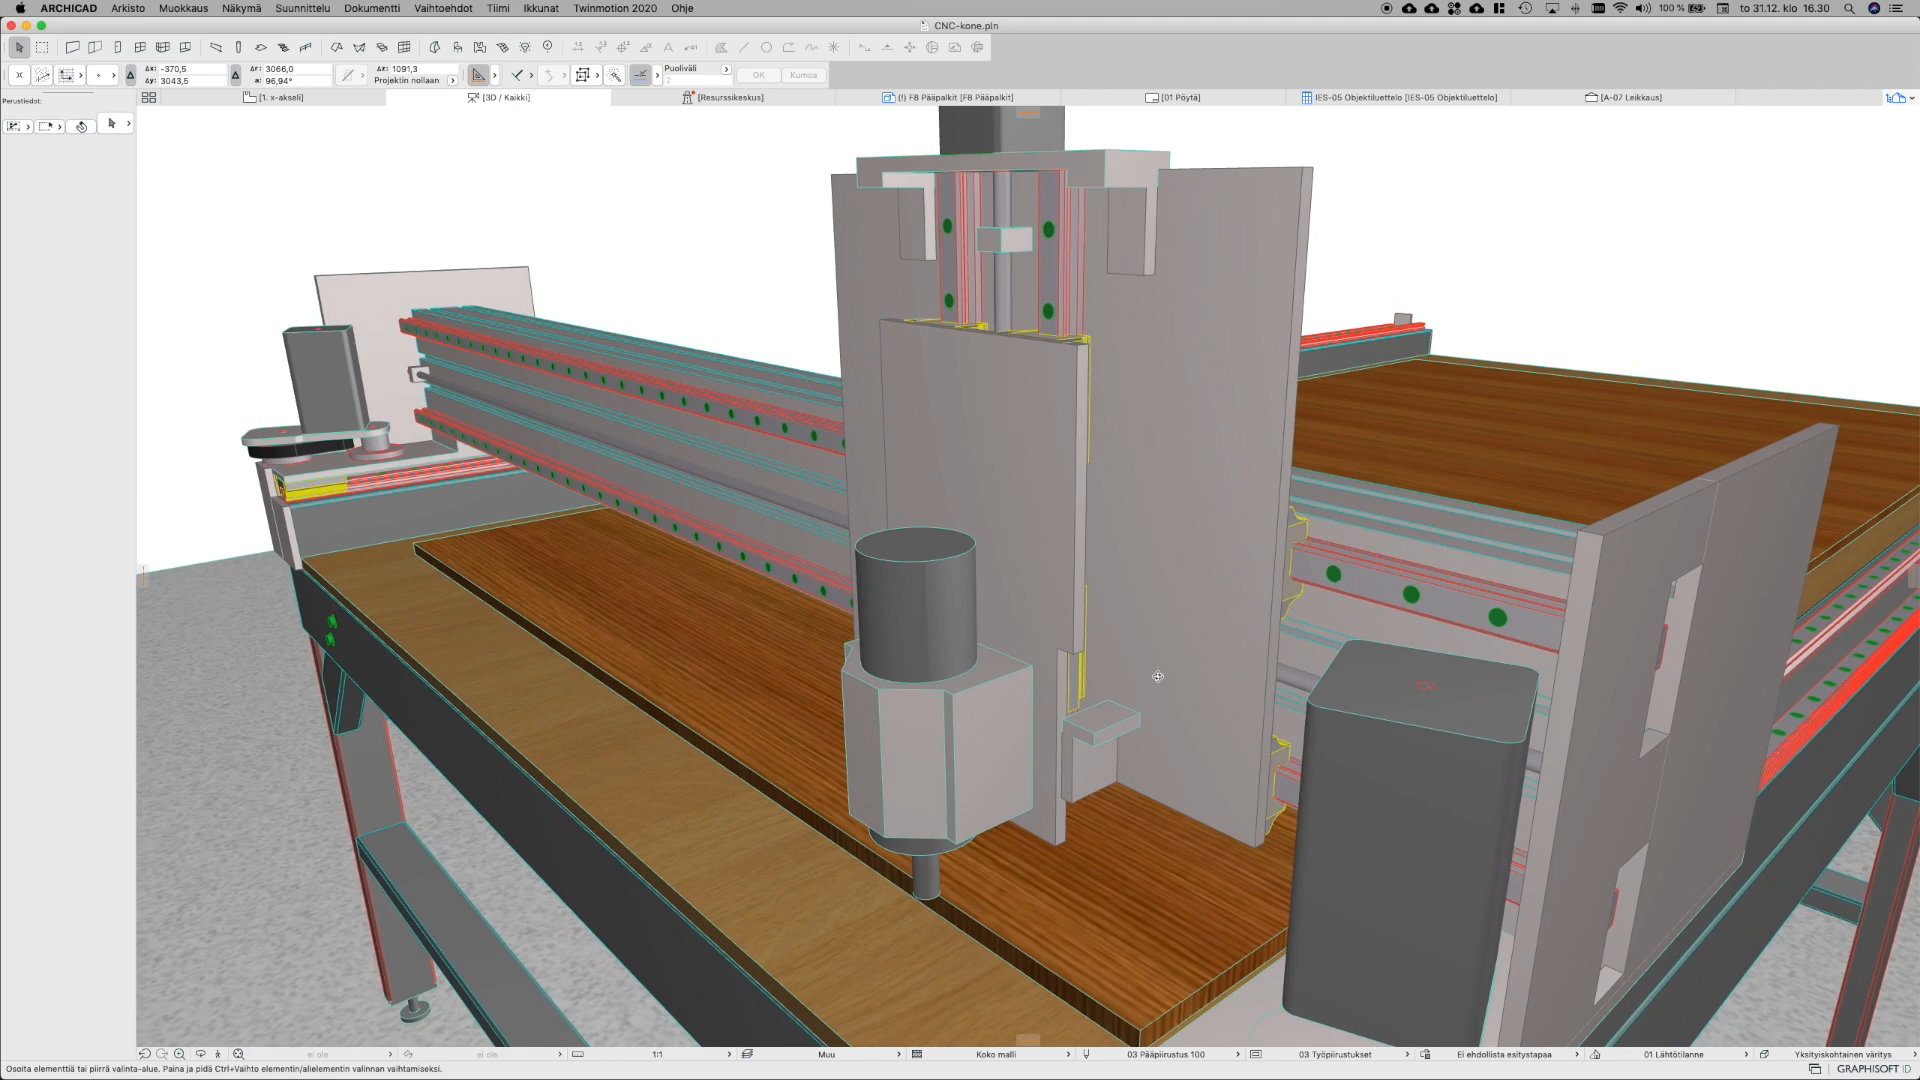 ARCHICAD Arkisto Muokkaus Näkymä Suunnittelu Dokumentti Vaihtoehdot Tiimi Ikkunat Twinmotion 2020 Ohje 100 % to 31.12. klo 16.30
CNC-kone.pln
Δx: -370,5 Δr: 3066,0 Δz: 1091,3 Puoliväli
Δy: 3043,5 a: 96,94° Projektin nollaan 2 OK Kumoa
Perustiedot:
[1. x-akseli] [3D / Kaikki] [Resurssikeskus] (!) F8 Pääpalkit [F8 Pääpalkit] [01 Pöytä] IES-05 Objektiluettelo [IES-05 Objektiluettelo] [A-07 Leikkaus]
ei ole ei ole 1:1 Muu Koko malli 03 Pääpiirustus 100 03 Työpiirustukset Ei ehdollista esitystapaa 01 Lähtötilanne Yksityiskohtainen väritys
Osoita elementtiä tai piirrä valinta-alue. Paina ja pidä Ctrl+Vaihto elementin/alielementin valinnan vaihtamiseksi. GRAPHISOFT ID